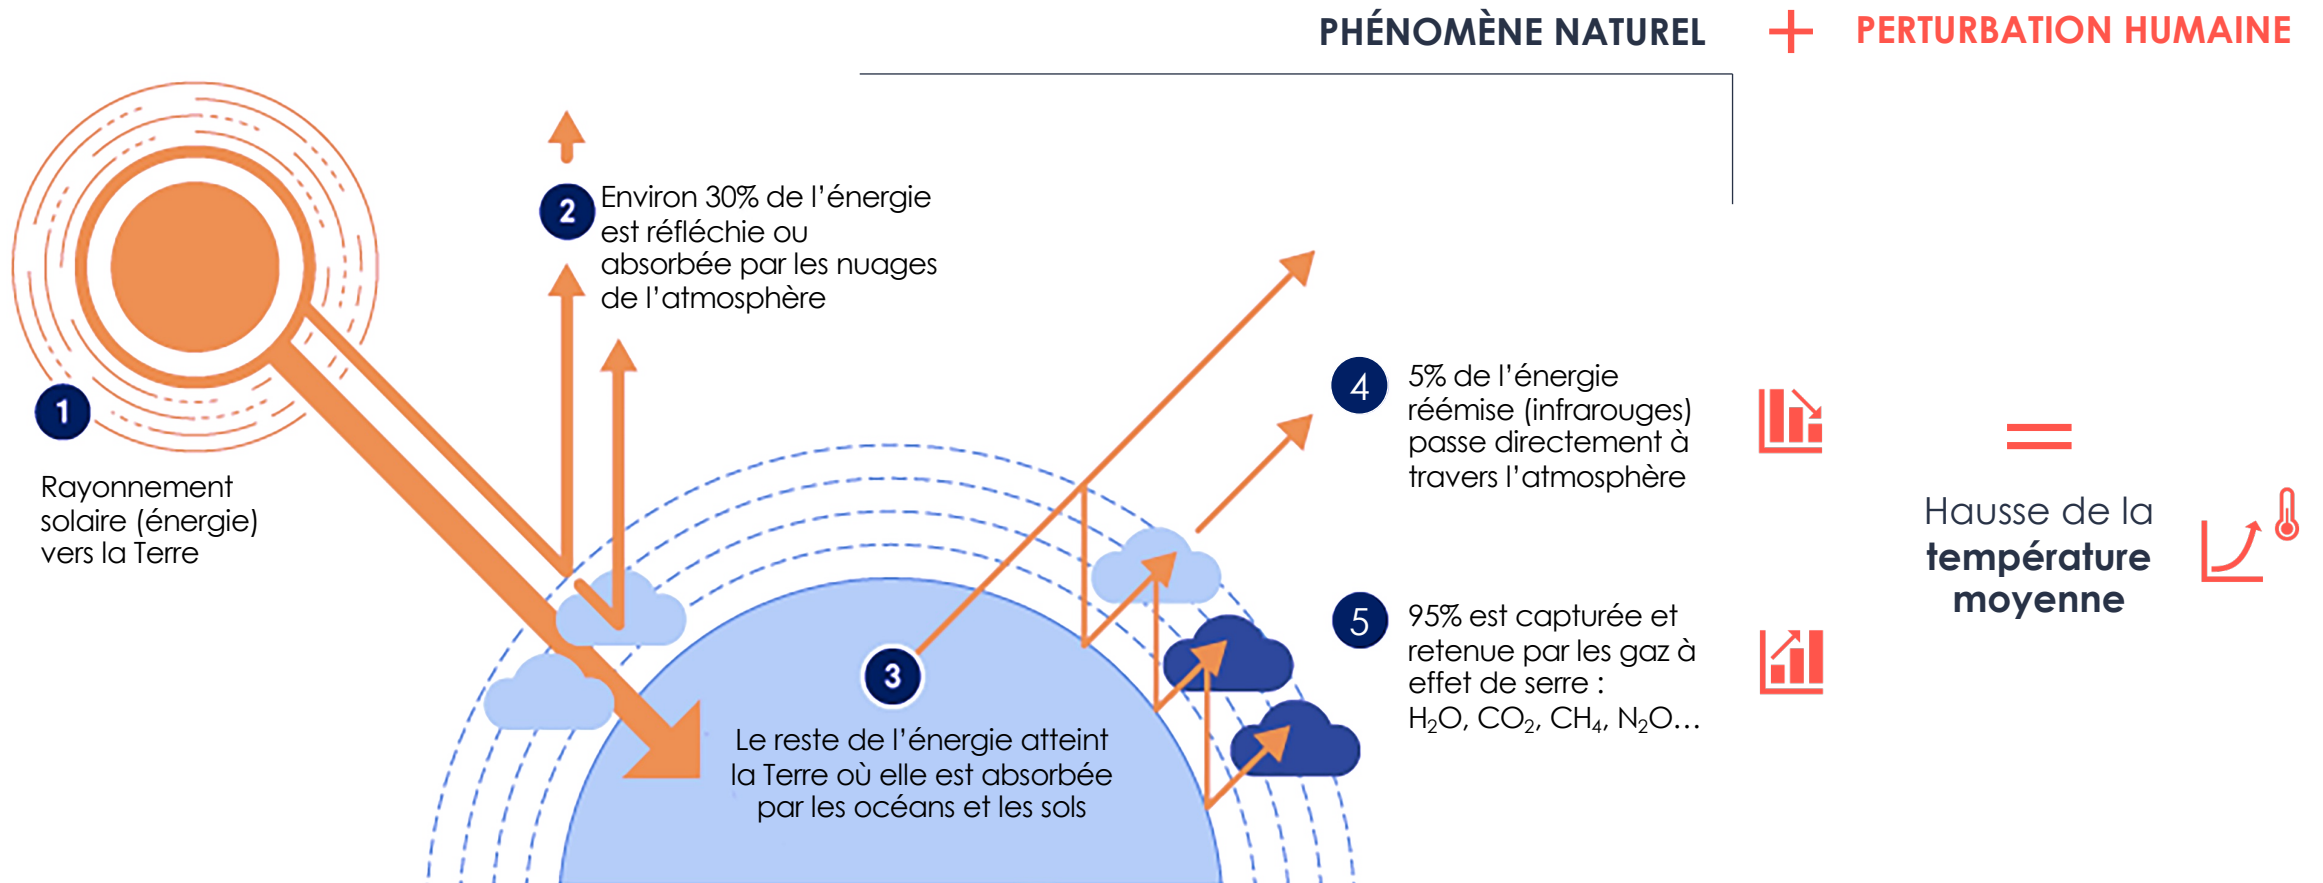 PHÉNOMÈNE NATUREL + PERTURBATION HUMAINE
1
Rayonnement
solaire (énergie)
vers la Terre
2
Environ 30% de l’énergie
est réfléchie ou
absorbée par les nuages
de l’atmosphère
3
Le reste de l’énergie atteint
la Terre où elle est absorbée
par les océans et les sols
4
5% de l’énergie
réémise (infrarouges)
passe directement à
travers l’atmosphère
5
95% est capturée et
retenue par les gaz à
effet de serre :
H₂O, CO₂, CH₄, N₂O…
=
Hausse de la
température
moyenne